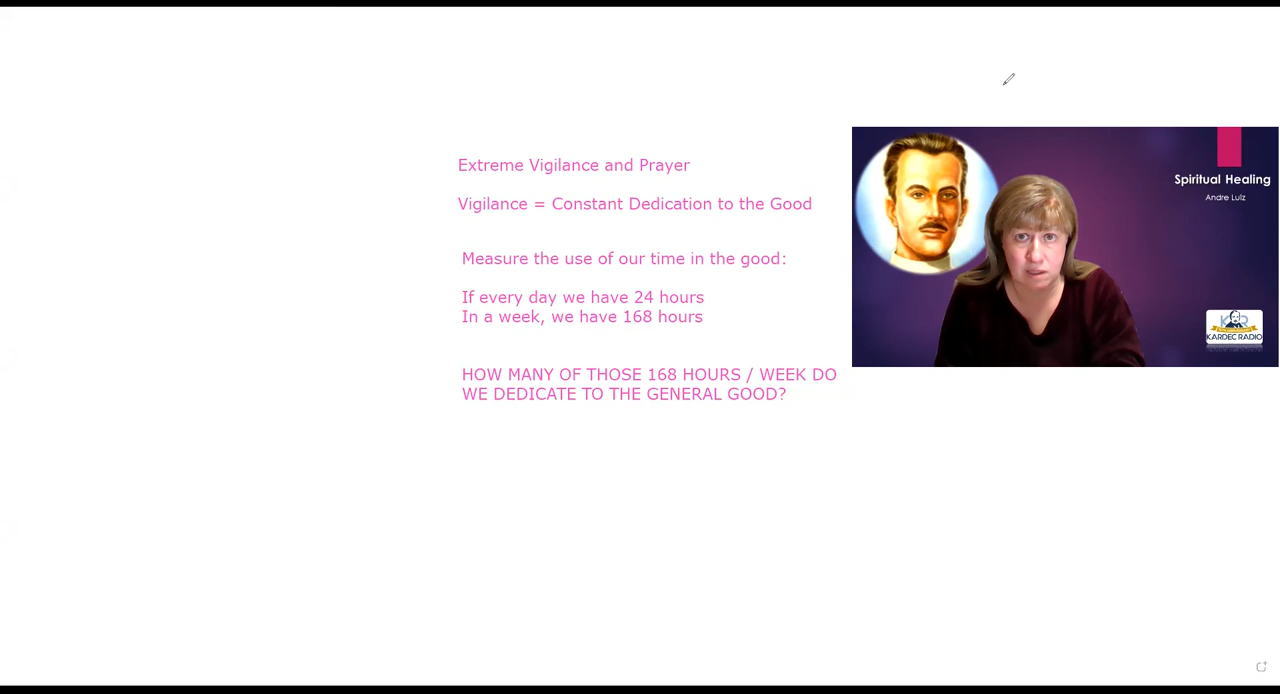 Extreme Vigilance and Prayer
Vigilance = Constant Dedication to the Good
Measure the use of our time in the good:
If every day we have 24 hours
In a week, we have 168 hours
HOW MANY OF THOSE 168 HOURS / WEEK DO
WE DEDICATE TO THE GENERAL GOOD?
Spiritual Healing
Andre Luiz
KARDEC RADIO